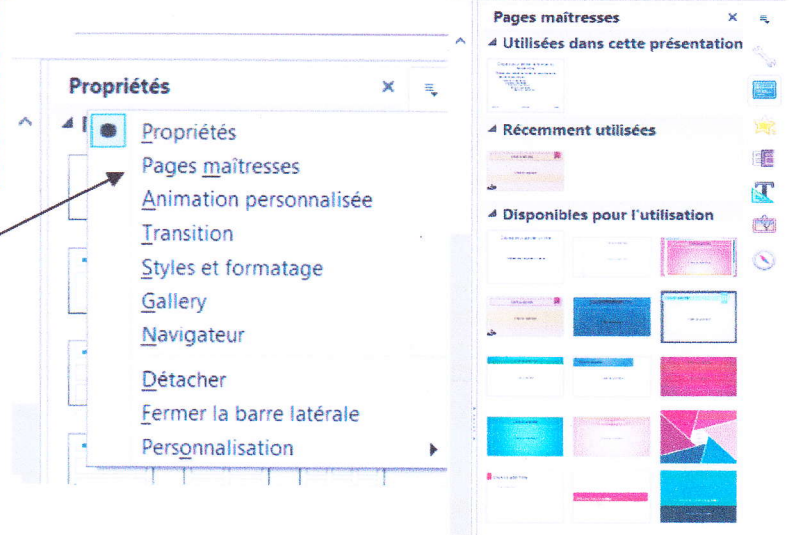 Propriétés
Propriétés
Pages maîtresses
Animation personnalisée
Transition
Styles et formatage
Gallery
Navigateur
Détacher
Fermer la barre latérale
Personnalisation
Pages maîtresses
Utilisées dans cette présentation
Récemment utilisées
Disponibles pour l'utilisation